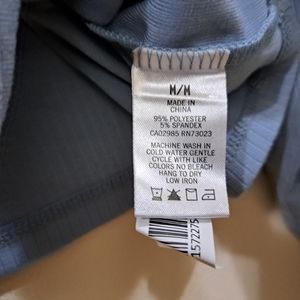 M/M
MADE IN
CHINA
95% POLYESTER
5% SPANDEX
CA02985 RN73023
MACHINE WASH IN
COLD WATER GENTLE
CYCLE WITH LIKE
COLORS NO BLEACH
HANG TO DRY
LOW IRON
1572275